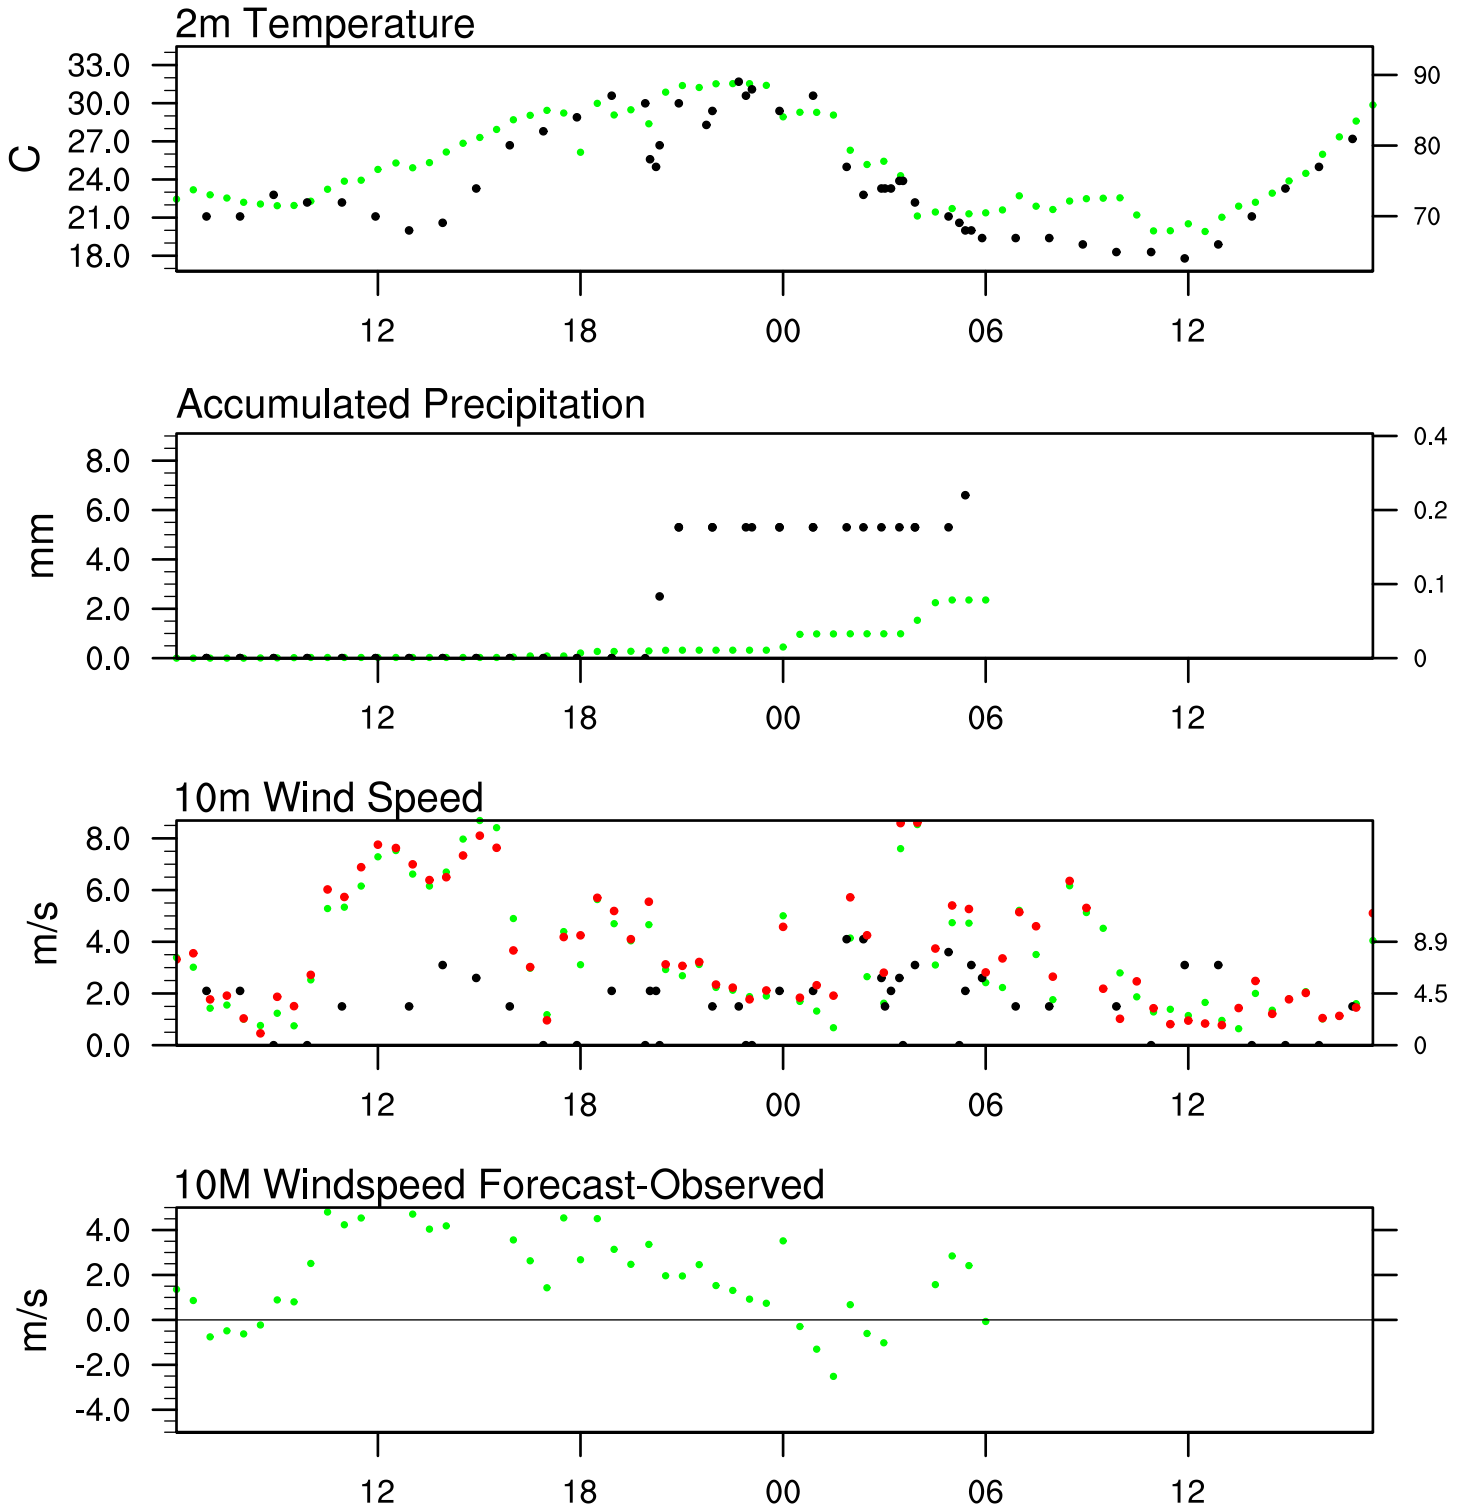 2m Temperature
33.0
30.0
27.0
24.0
21.0
18.0
C
90
80
70
12 18 00 06 12
Accumulated Precipitation
8.0
6.0
4.0
2.0
0.0
mm
0.4
0.2
0.1
0
12 18 00 06 12
10m Wind Speed
8.0
6.0
4.0
2.0
0.0
m/s
8.9
4.5
0
12 18 00 06 12
10M Windspeed Forecast-Observed
4.0
2.0
0.0
-2.0
-4.0
m/s
12 18 00 06 12